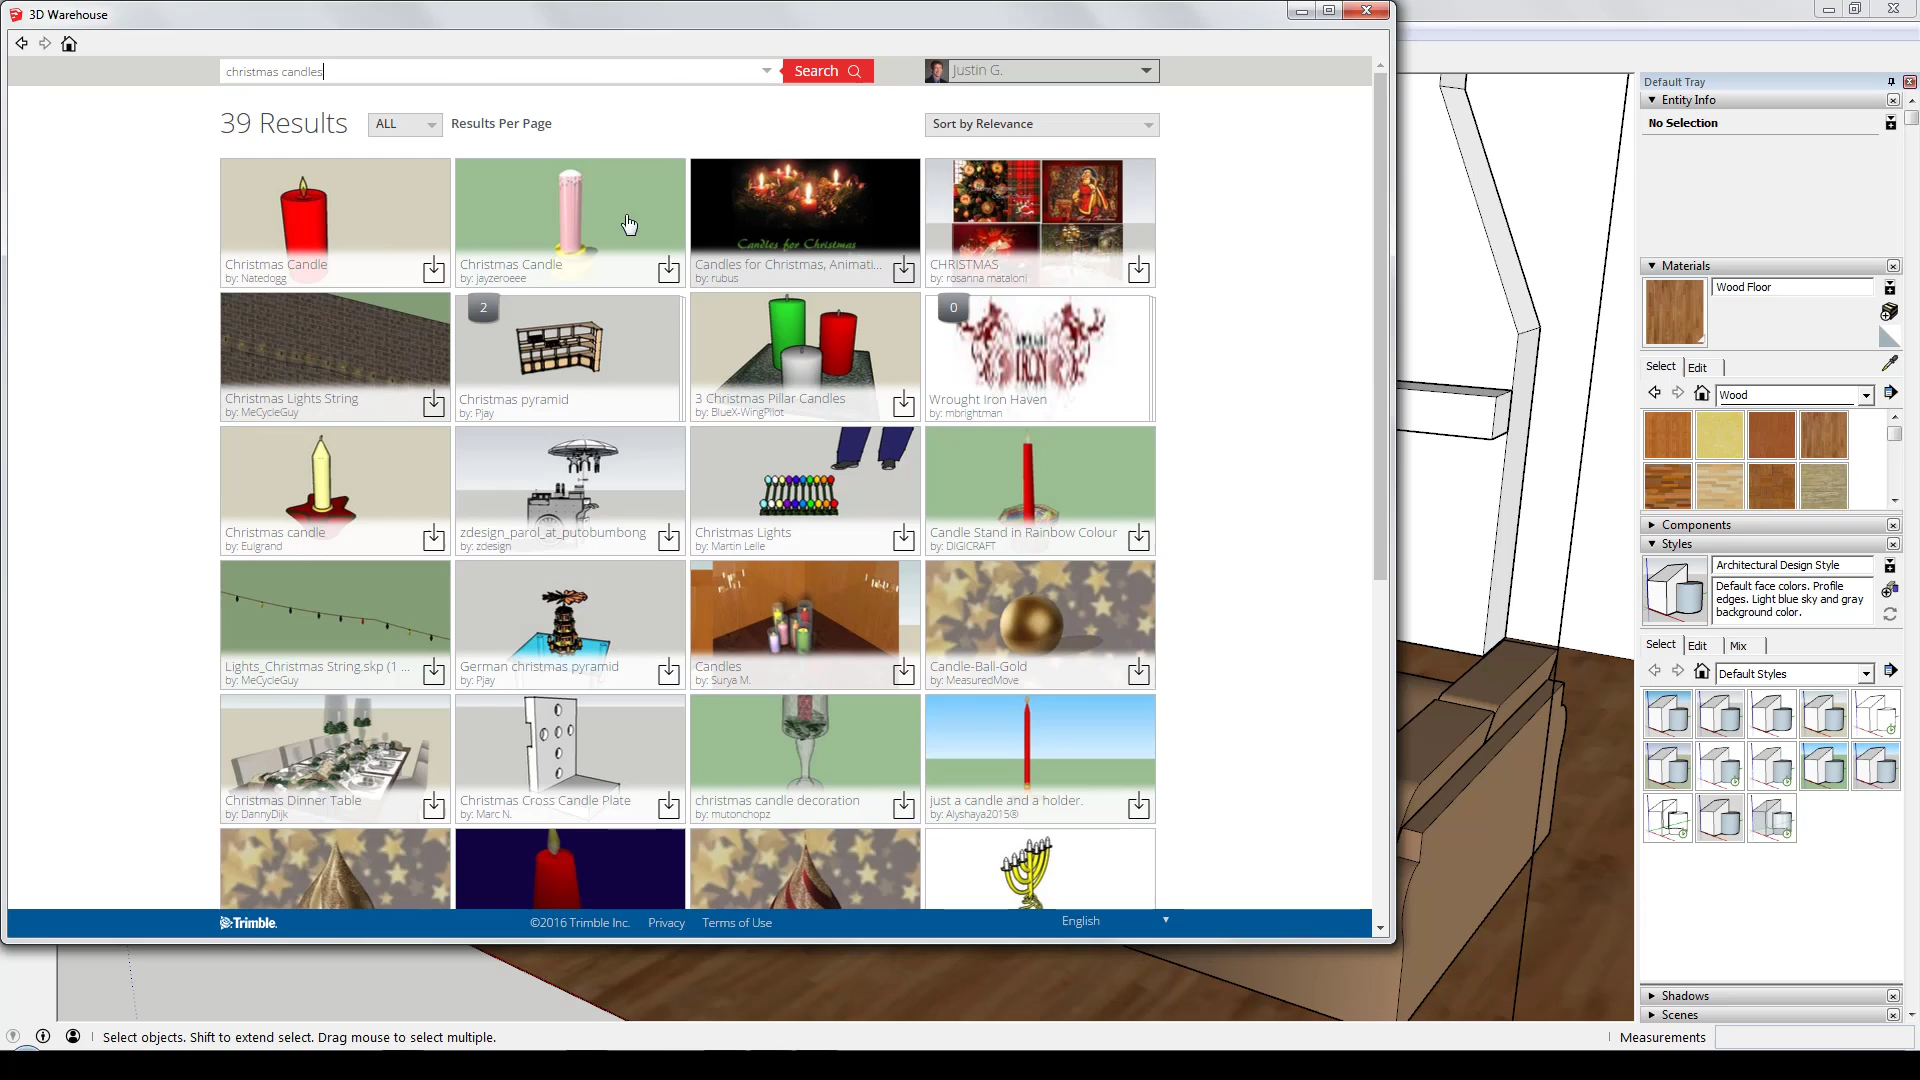 3D Warehouse
christmas candles
Search
Justin G.
39 Results
ALL
Results Per Page
Sort by Relevance
Christmas Candle
by: Natedogg
Christmas Candle
by: jayzeroeee
Candles for Christmas
Candles for Christmas, Animati...
by: rubus
CHRISTMAS
by: rosanna mataloni
Christmas Lights String
by: MeCycleGuy
2
Christmas pyramid
by: Pjay
3 Christmas Pillar Candles
by: BlueX-WingPilot
0
IRON
Wrought Iron Haven
by: mbrightman
Christmas candle
by: Eulgrand
zdesign_parol_at_putobumbong
by: zdesign
Christmas Lights
by: Martin Lelle
Candle Stand in Rainbow Colour
by: DIGICRAFT
Lights_Christmas String.skp (1 ...
by: MeCycleGuy
German christmas pyramid
by: Pjay
Candles
by: Surya M.
Candle-Ball-Gold
by: MeasuredMove
Christmas Dinner Table
by: DannyDijk
Christmas Cross Candle Plate
by: Marc N.
christmas candle decoration
by: mutonchopz
just a candle and a holder.
by: Alyshaya2015®
Trimble.
©2016 Trimble Inc.
Privacy
Terms of Use
English
Default Tray
Entity Info
No Selection
Materials
Wood Floor
Select
Edit
Wood
Components
Styles
Architectural Design Style
Default face colors. Profile
edges. Light blue sky and gray
background color.
Select
Edit
Mix
Default Styles
Shadows
Scenes
Select objects. Shift to extend select. Drag mouse to select multiple.
Measurements